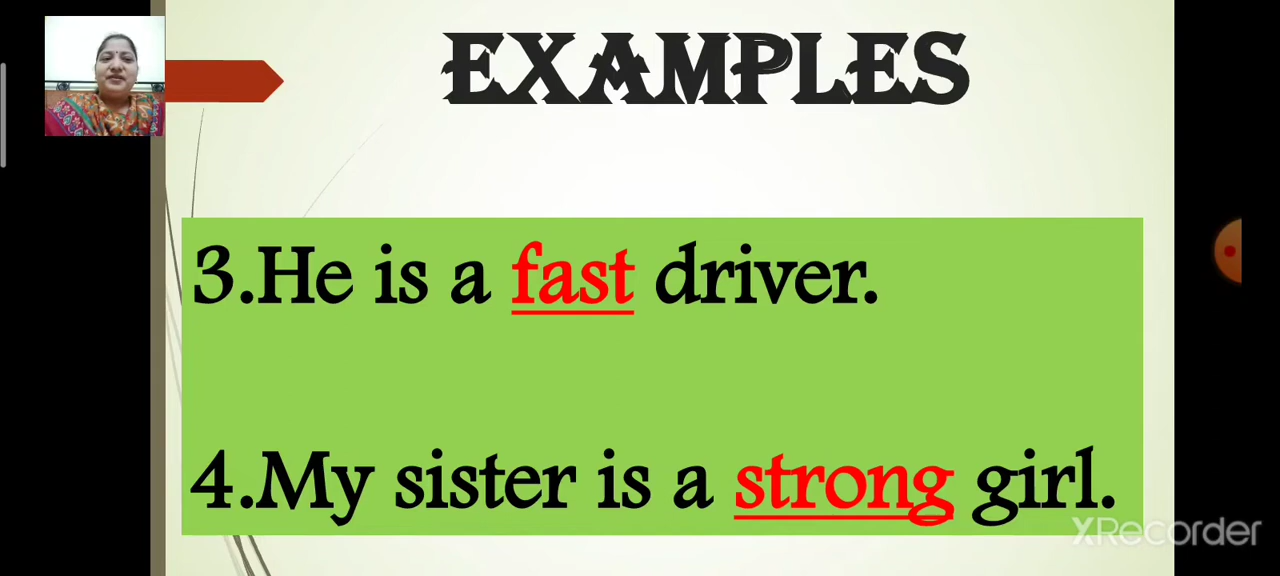 EXAMPLES
3.He is a fast driver.
4.My sister is a strong girl.
XRecorder